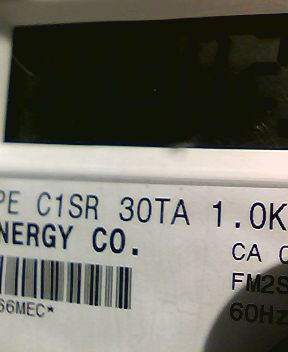 PE C1SR 30TA 1.0K
NERGY CO.
CA
FM2S
60Hz
66MEC*